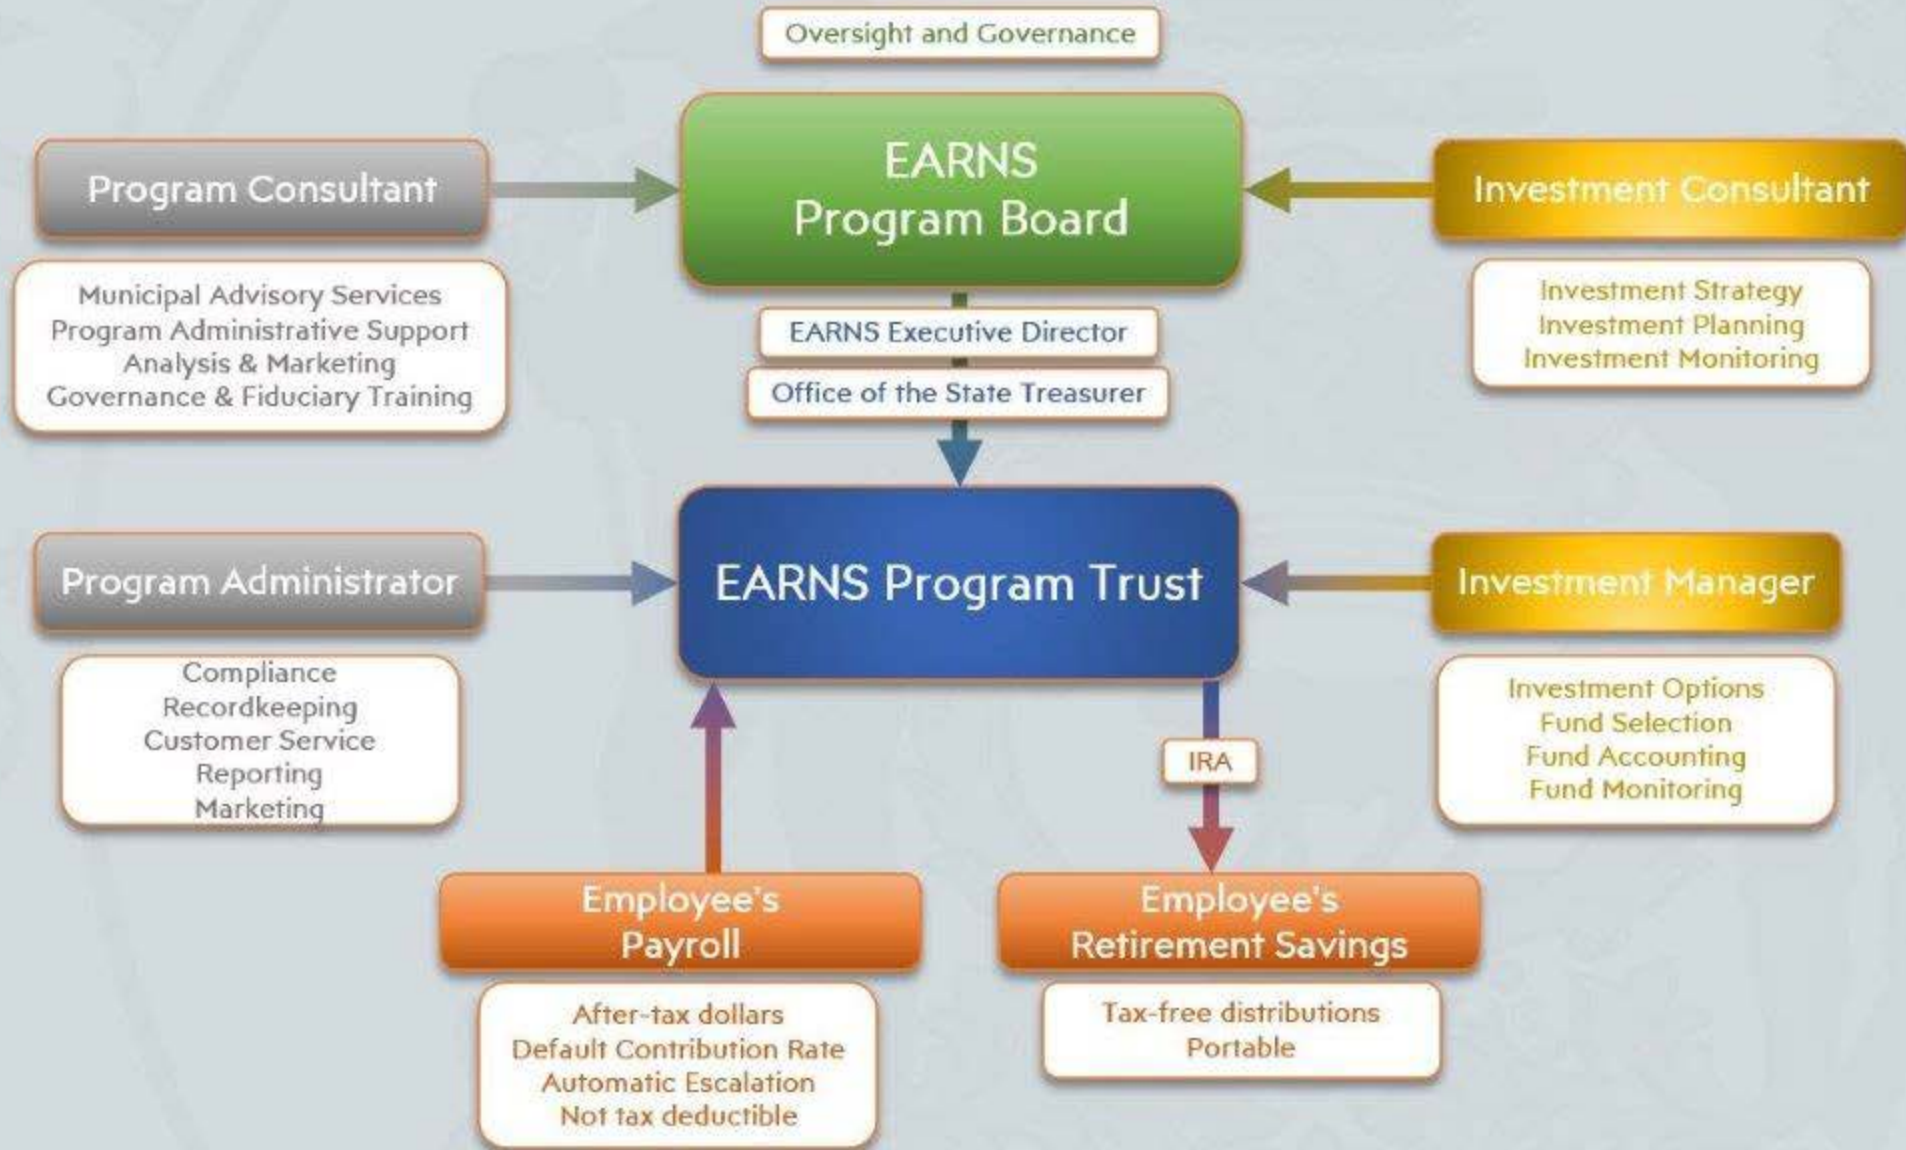 Oversight and Governance
EARNS
Program Board
Program Consultant
Municipal Advisory Services
Program Administrative Support
Analysis & Marketing
Governance & Fiduciary Training
Investment Consultant
Investment Strategy
Investment Planning
Investment Monitoring
EARNS Executive Director
Office of the State Treasurer
EARNS Program Trust
Program Administrator
Compliance
Recordkeeping
Customer Service
Reporting
Marketing
Investment Manager
Investment Options
Fund Selection
Fund Accounting
Fund Monitoring
IRA
Employee's
Payroll
After-tax dollars
Default Contribution Rate
Automatic Escalation
Not tax deductible
Employee's
Retirement Savings
Tax-free distributions
Portable